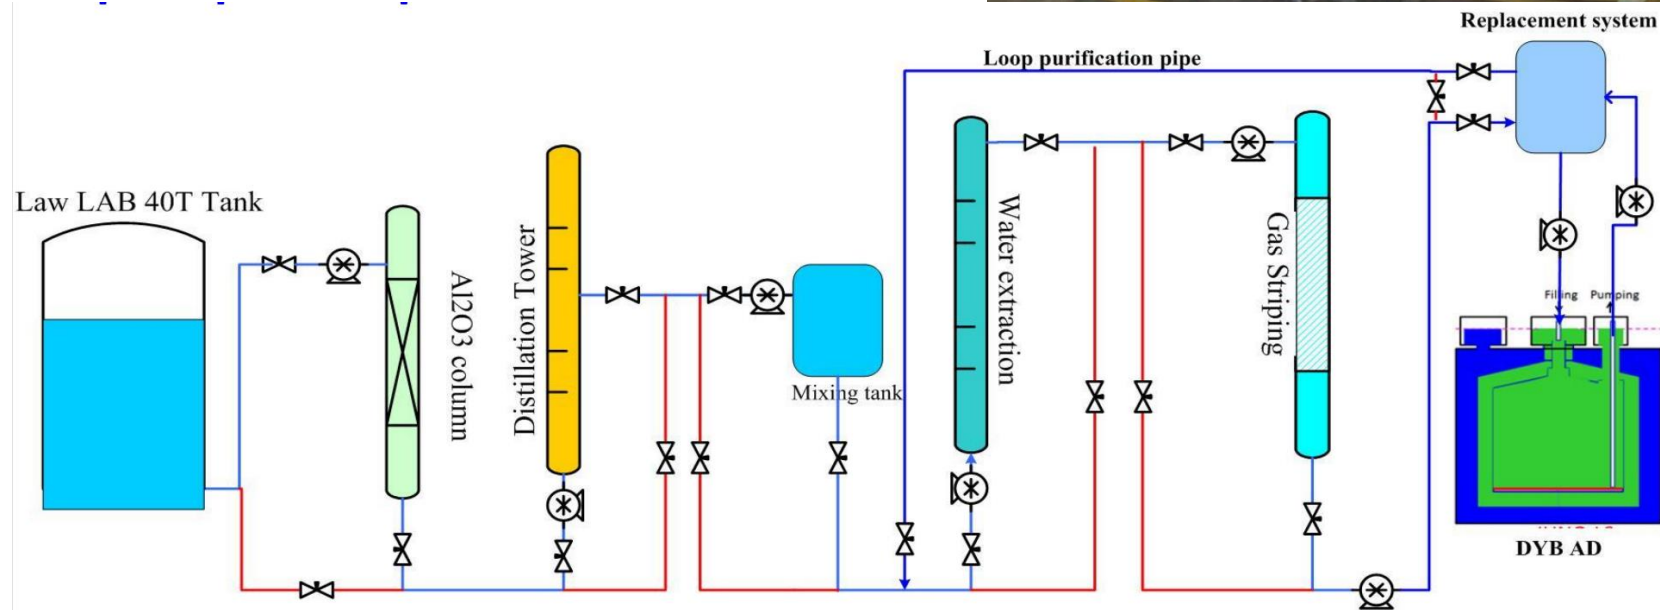 Replacement system
Loop purification pipe
Law LAB 40T Tank
Al2O3 column
Distillation Tower
Mixing tank
Water extraction
Gas Striping
Filling
Pumping
DYB AD